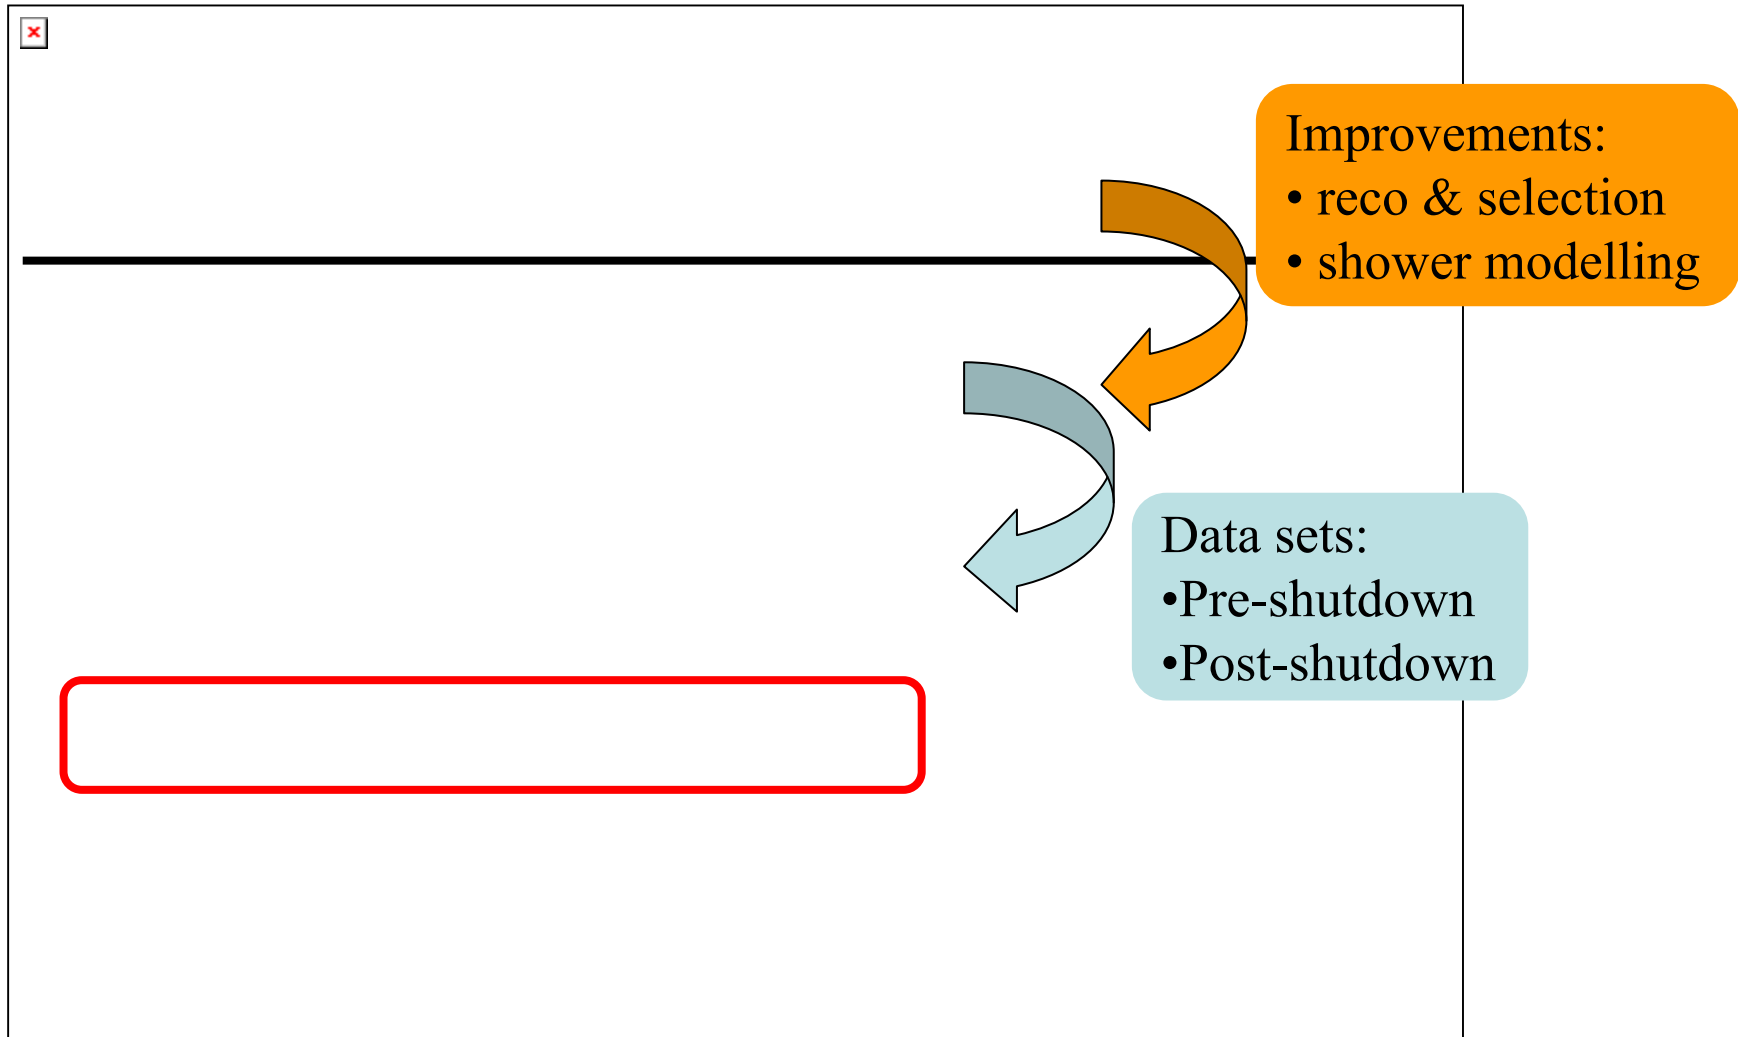 Improvements:
• reco & selection
• shower modelling
Data sets:
•Pre-shutdown
•Post-shutdown